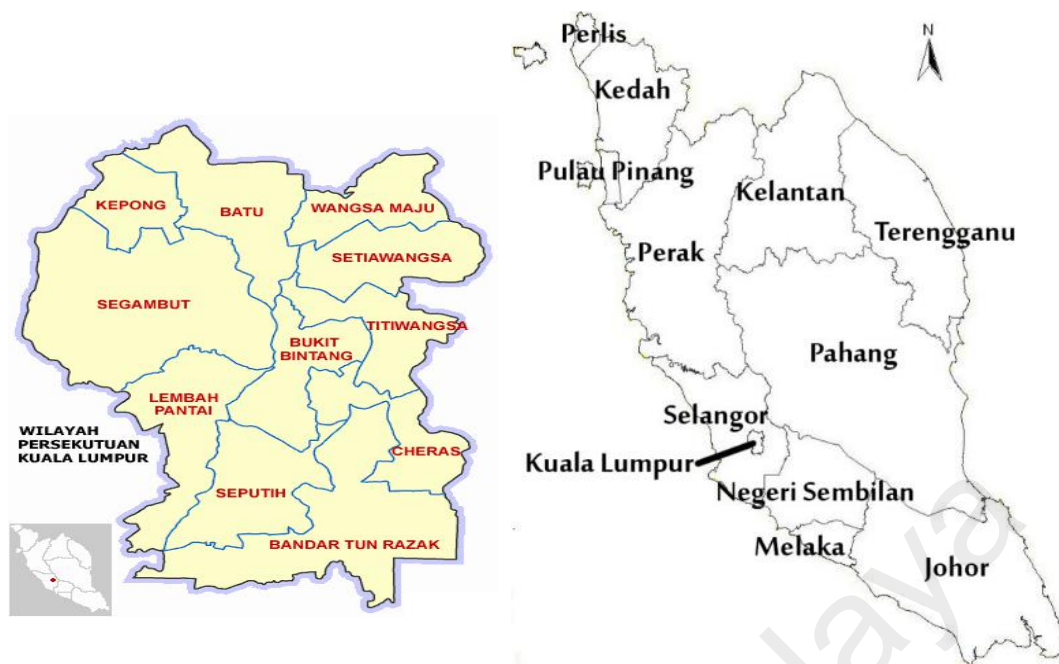 KEPONG
BATU
WANGSA MAJU
SETIAWANGSA
SEGAMBUT
TITIWANGSA
BUKIT
BINTANG
LEMBAH
PANTAI
WILAYAH
PERSEKUTUAN
KUALA LUMPUR
CHERAS
SEPUTIH
BANDAR TUN RAZAK
N
Perlis
Kedah
Pulau Pinang
Kelantan
Terengganu
Perak
Pahang
Selangor
Kuala Lumpur
Negeri Sembilan
Melaka
Johor
laya